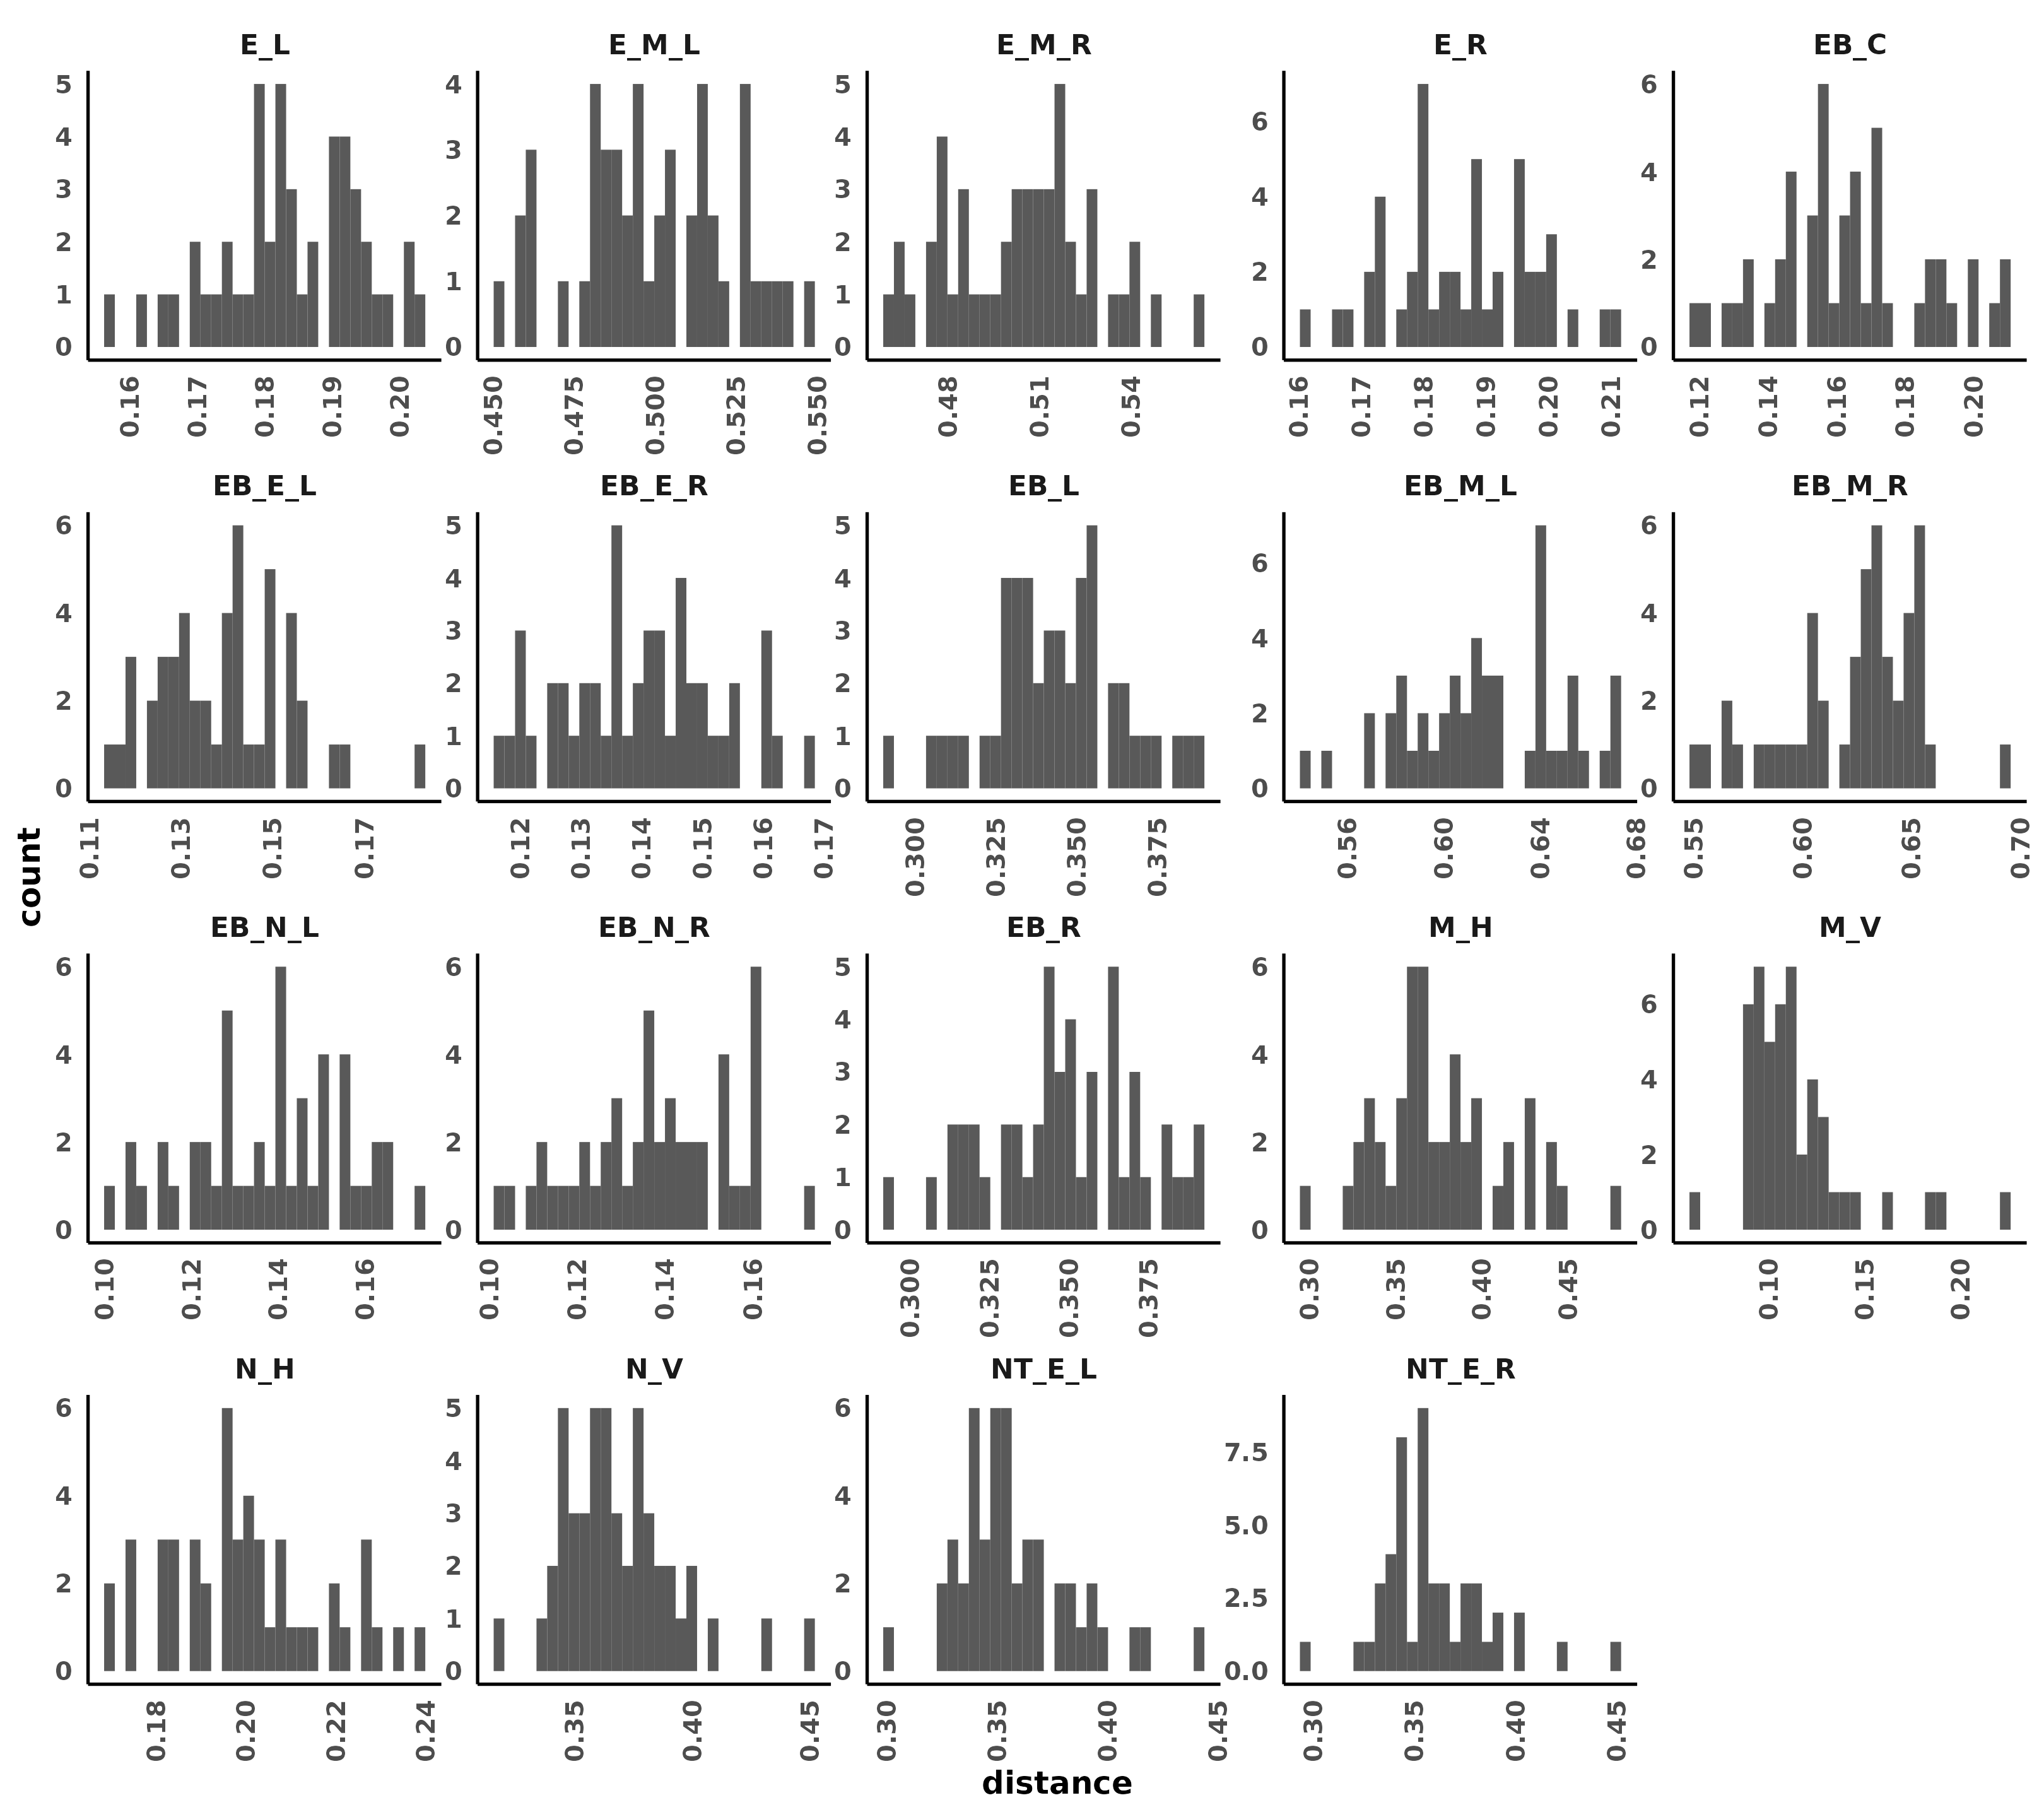 E_L E_M_L E_M_R E_R EB_C
5 4 3 2 1 0
4 3 2 1 0
5 4 3 2 1 0
6 4 2 0
6 4 2 0
0.16 0.17 0.18 0.19 0.20
0.450 0.475 0.500 0.525 0.550
0.48 0.51 0.54
0.16 0.17 0.18 0.19 0.20 0.21
0.12 0.14 0.16 0.18 0.20
EB_E_L EB_E_R EB_L EB_M_L EB_M_R
6 4 2 0
5 4 3 2 1 0
5 4 3 2 1 0
6 4 2 0
6 4 2 0
0.11 0.13 0.15 0.17
0.12 0.13 0.14 0.15 0.16 0.17
0.300 0.325 0.350 0.375
0.56 0.60 0.64 0.68
0.55 0.60 0.65 0.70
count
EB_N_L EB_N_R EB_R M_H M_V
6 4 2 0
6 4 2 0
5 4 3 2 1 0
6 4 2 0
6 4 2 0
0.10 0.12 0.14 0.16
0.10 0.12 0.14 0.16
0.300 0.325 0.350 0.375
0.30 0.35 0.40 0.45
0.10 0.15 0.20
N_H N_V NT_E_L NT_E_R
6 4 2 0
5 4 3 2 1 0
6 4 2 0
7.5 5.0 2.5 0.0
0.18 0.20 0.22 0.24
0.35 0.40 0.45
0.30 0.35 0.40 0.45
0.30 0.35 0.40 0.45
distance